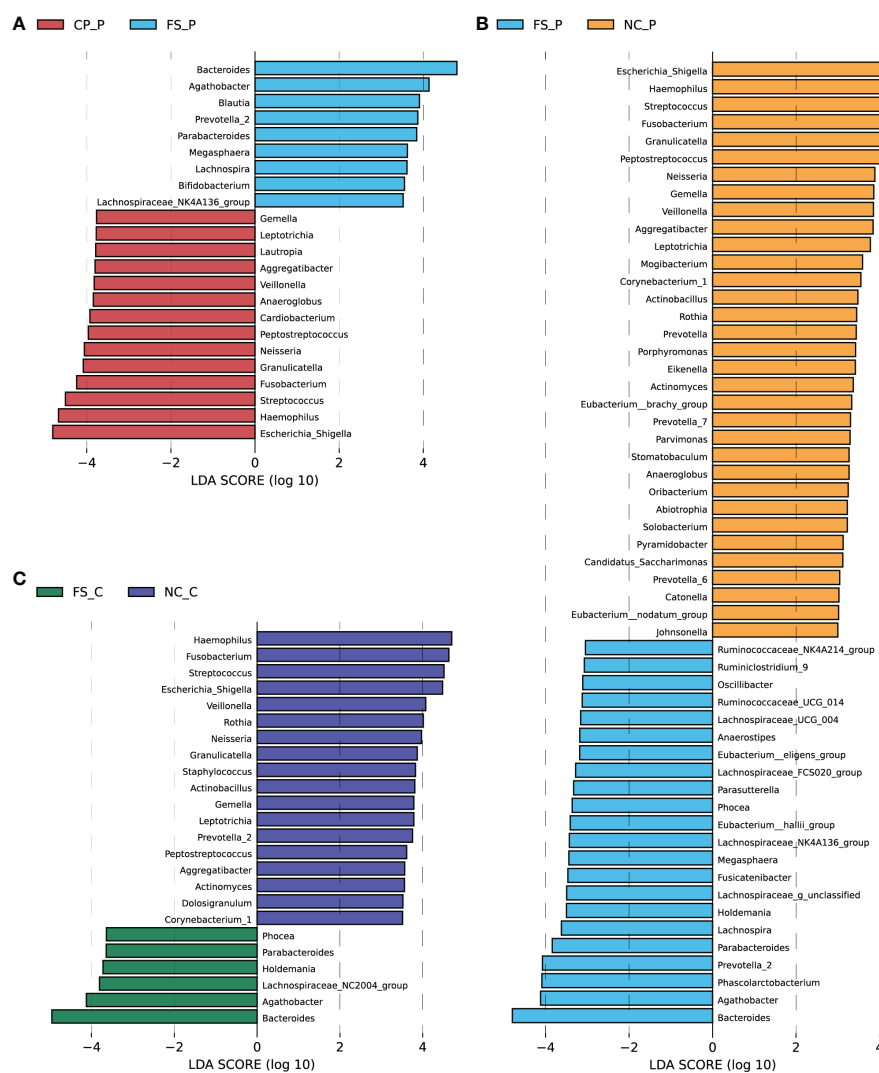 A
CP_P
FS_P
Bacteroides
Agathobacter
Blautia
Prevotella_2
Parabacteroides
Megasphaera
Lachnospira
Bifidobacterium
Lachnospiraceae_NK4A136_group
Gemella
Leptotrichia
Lautropia
Aggregatibacter
Veillonella
Anaeroglobus
Cardiobacterium
Peptostreptococcus
Neisseria
Granulicatella
Fusobacterium
Streptococcus
Haemophilus
Escherichia_Shigella
−4
−2
0
2
4
LDA SCORE (log 10)
B
FS_P
NC_P
Escherichia_Shigella
Haemophilus
Streptococcus
Fusobacterium
Granulicatella
Peptostreptococcus
Neisseria
Gemella
Veillonella
Aggregatibacter
Leptotrichia
Mogibacterium
Corynebacterium_1
Actinobacillus
Rothia
Prevotella
Porphyromonas
Eikenella
Actinomyces
Eubacterium__brachy_group
Prevotella_7
Parvimonas
Stomatobaculum
Anaeroglobus
Oribacterium
Abiotrophia
Solobacterium
Pyramidobacter
Candidatus_Saccharimonas
Prevotella_6
Catonella
Eubacterium__nodatum_group
Johnsonella
Ruminococcaceae_NK4A214_group
Ruminiclostridium_9
Oscillibacter
Ruminococcaceae_UCG_014
Lachnospiraceae_UCG_004
Anaerostipes
Eubacterium__eligens_group
Lachnospiraceae_FCS020_group
Parasutterella
Phocea
Eubacterium__hallii_group
Lachnospiraceae_NK4A136_group
Megasphaera
Fusicatenibacter
Lachnospiraceae_g_unclassified
Holdemania
Lachnospira
Parabacteroides
Prevotella_2
Phascolarctobacterium
Agathobacter
Bacteroides
−4
−2
0
2
4
LDA SCORE (log 10)
C
FS_C
NC_C
Haemophilus
Fusobacterium
Streptococcus
Escherichia_Shigella
Veillonella
Rothia
Neisseria
Granulicatella
Staphylococcus
Actinobacillus
Gemella
Leptotrichia
Prevotella_2
Peptostreptococcus
Aggregatibacter
Actinomyces
Dolosigranulum
Corynebacterium_1
Phocea
Parabacteroides
Holdemania
Lachnospiraceae_NC2004_group
Agathobacter
Bacteroides
−4
−2
0
2
4
LDA SCORE (log 10)